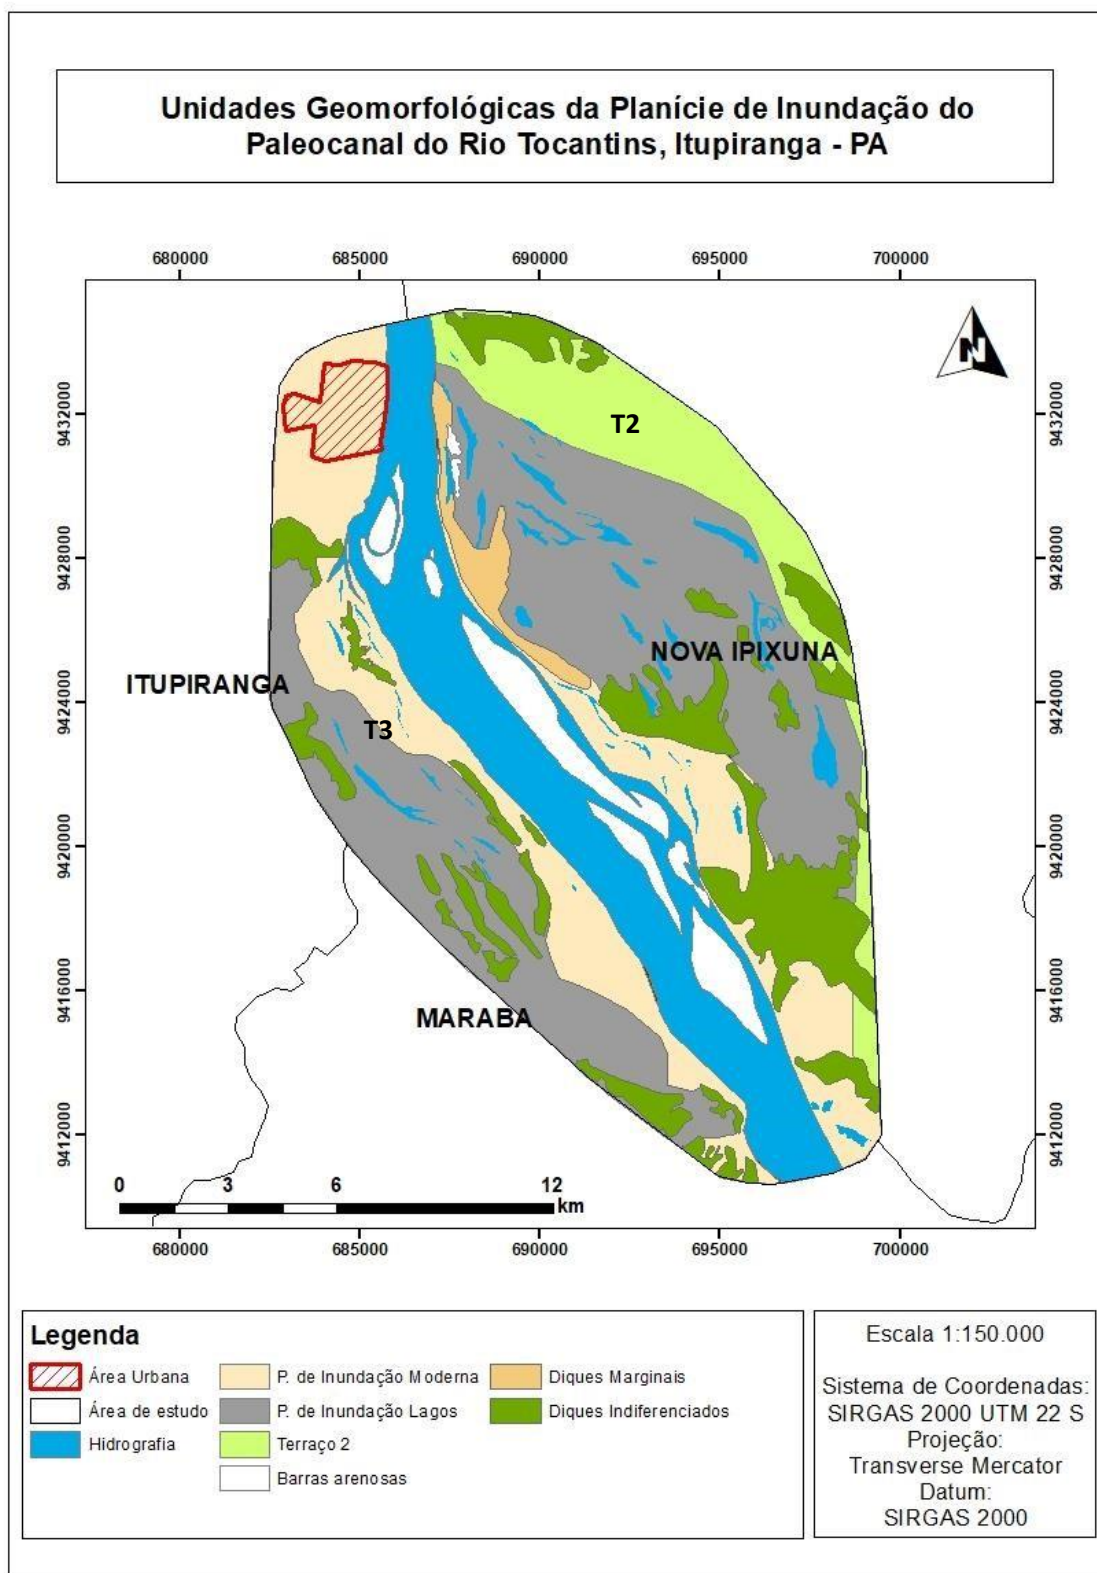 Unidades Geomorfológicas da Planície de Inundação do
Paleocanal do Rio Tocantins, Itupiranga - PA
680000 685000 690000 695000 700000
N
9432000 9432000
T2
9428000 9428000
NOVA IPIXUNA
ITUPIRANGA
9424000 9424000
T3
9420000 9420000
9416000 9416000
MARABA
9412000 9412000
0 3 6 12
km
680000 685000 690000 695000 700000
Legenda
Área Urbana
Área de estudo
Hidrografia
P. de Inundação Moderna
P. de Inundação Lagos
Terraço 2
Barras arenosas
Diques Marginais
Diques Indiferenciados
Escala 1:150.000
Sistema de Coordenadas:
SIRGAS 2000 UTM 22 S
Projeção:
Transverse Mercator
Datum:
SIRGAS 2000